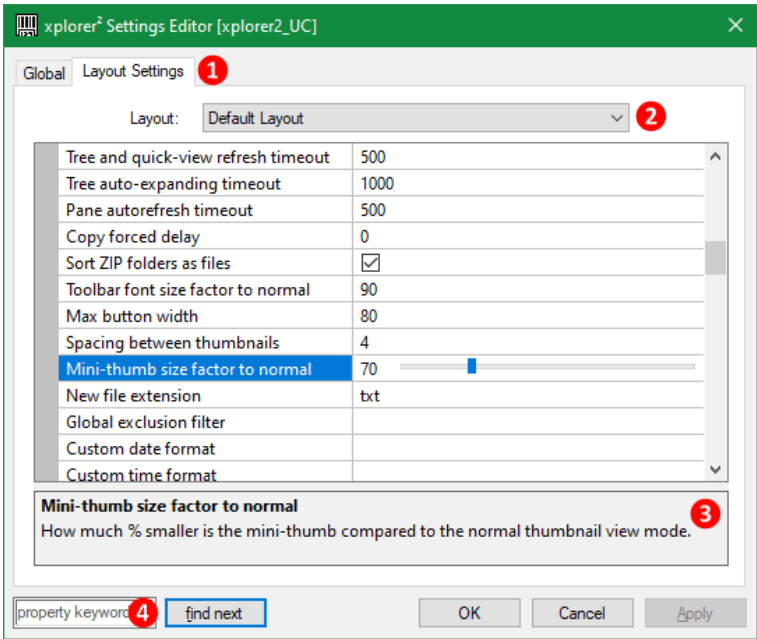 xplorer² Settings Editor [xplorer2_UC]
Global Layout Settings 1
Layout: Default Layout 2
Tree and quick-view refresh timeout 500
Tree auto-expanding timeout 1000
Pane autorefresh timeout 500
Copy forced delay 0
Sort ZIP folders as files
Toolbar font size factor to normal 90
Max button width 80
Spacing between thumbnails 4
Mini-thumb size factor to normal 70
New file extension txt
Global exclusion filter
Custom date format
Custom time format
Mini-thumb size factor to normal
How much % smaller is the mini-thumb compared to the normal thumbnail view mode. 3
property keyword 4 find next OK Cancel Apply